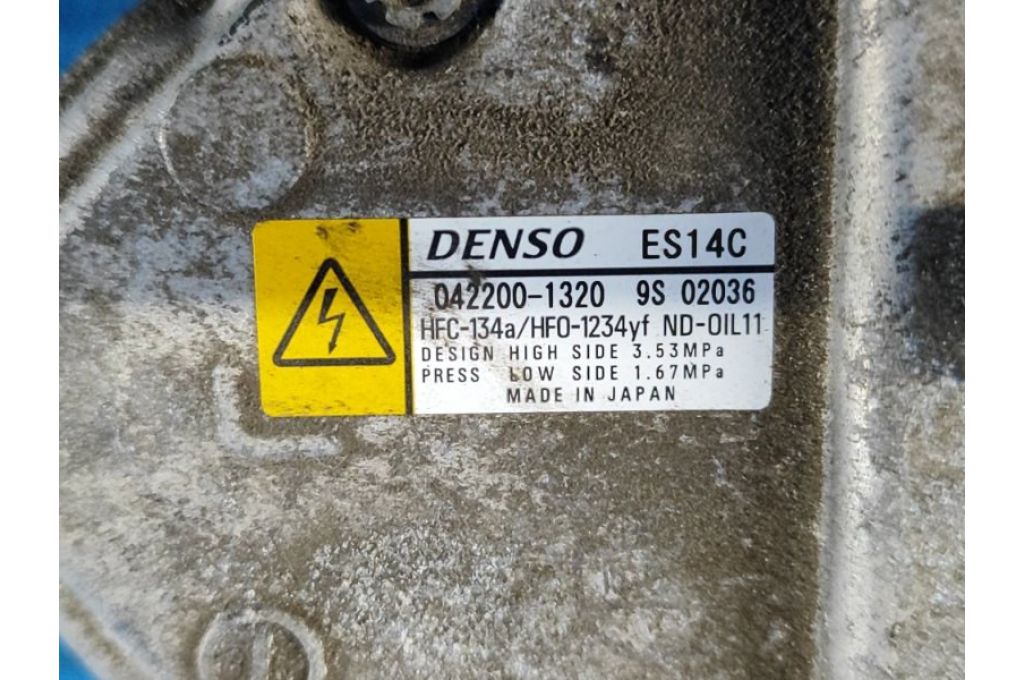 DENSO ES14C
042200-1320 9S 02036
HFC-134a/HFO-1234yf ND-OIL11
DESIGN HIGH SIDE 3.53MPa
PRESS LOW SIDE 1.67MPa
MADE IN JAPAN